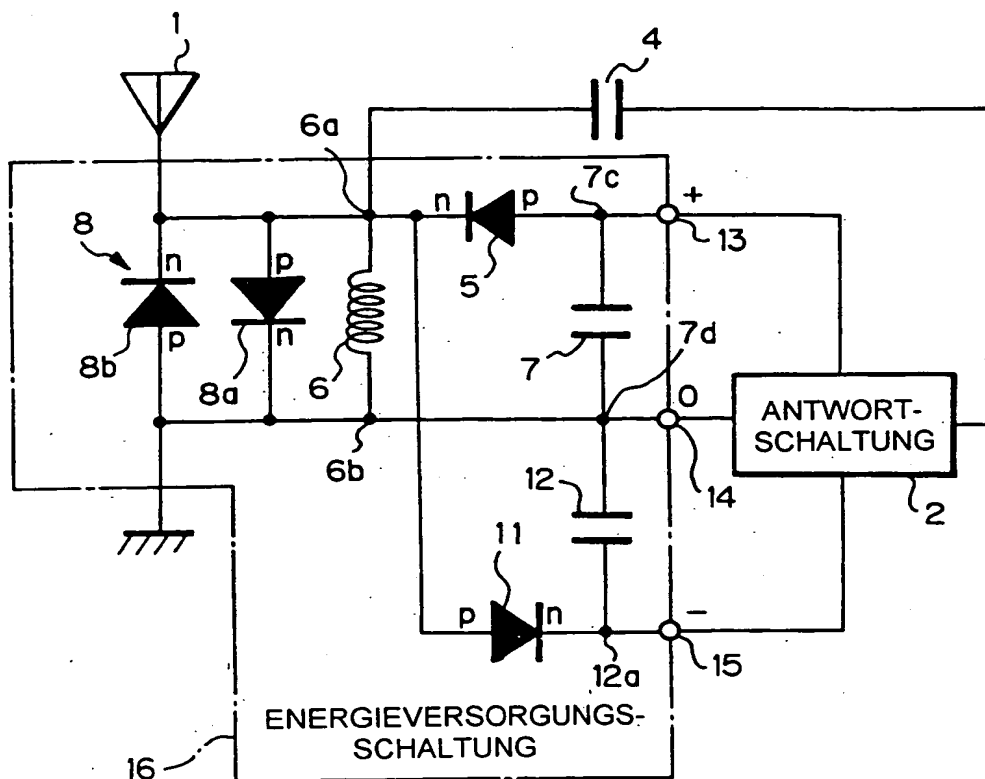 1
4
6a
7c
+
13
n
p
5
8
n
p
8b
p
n
8a
6
7
7d
0
14
ANTWORT-
SCHALTUNG
2
6b
12
11
p
n
12a
−
15
ENERGIEVERSORGUNGS-
SCHALTUNG
16